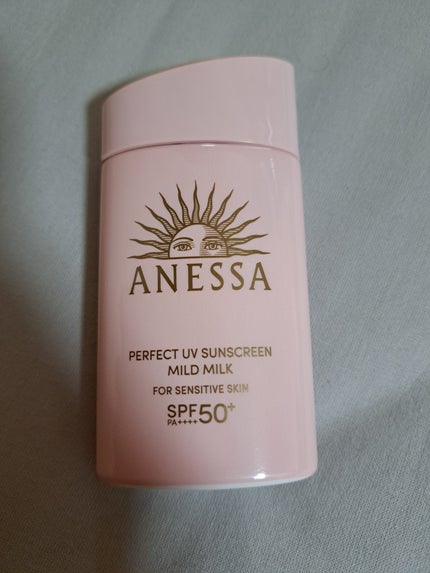 ANESSA
PERFECT UV SUNSCREEN
MILD MILK
FOR SENSITIVE SKIN
SPF50+
PA++++